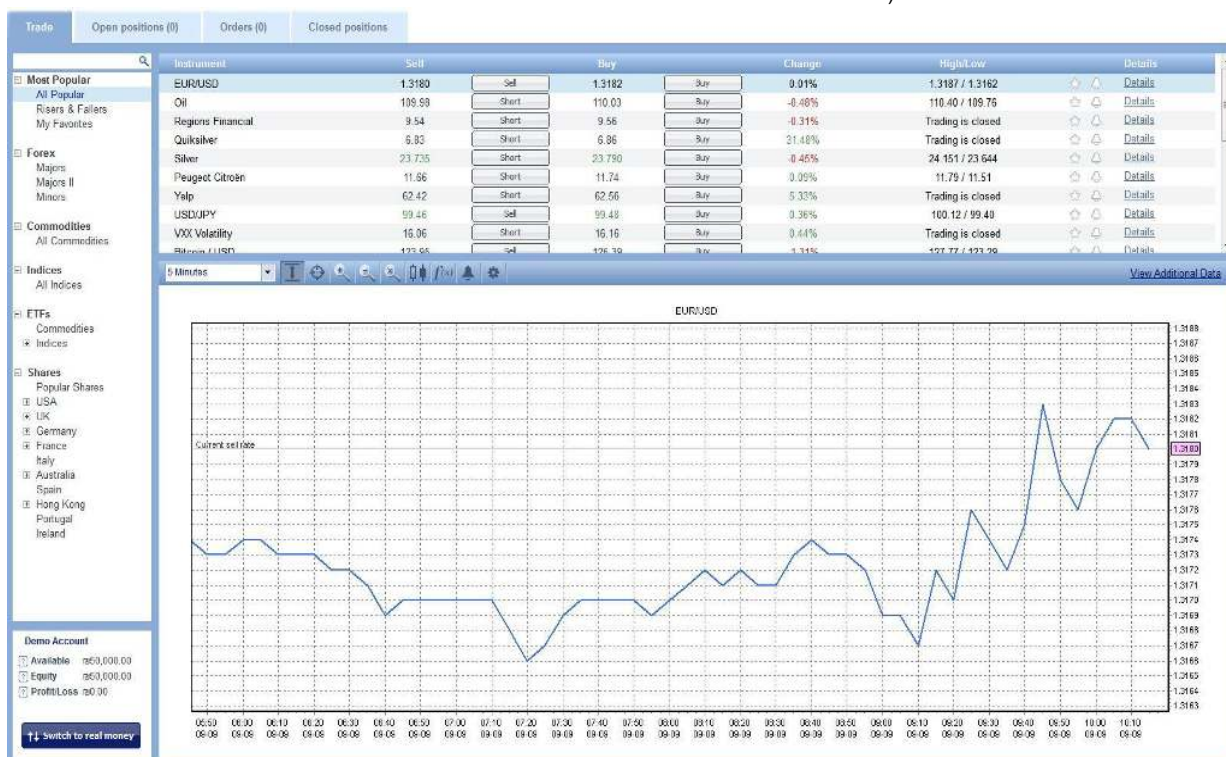 Trade Open positions (0) Orders (0) Closed positions
Instrument Sell Buy Change High/Low Details
EUR/USD 1.3180 Sell 1.3182 Buy 0.01% 1.3187 / 1.3162 Details
Oil 109.98 Short 110.03 Buy -0.48% 110.40 / 109.76 Details
Regions Financial 9.54 Short 9.56 Buy -0.31% Trading is closed Details
Quiksilver 6.83 Short 6.86 Buy 21.48% Trading is closed Details
Silver 23.735 Short 23.790 Buy -0.45% 24.151 / 23.644 Details
Peugeot Citroën 11.66 Short 11.74 Buy 0.09% 11.79 / 11.51 Details
Yelp 62.42 Short 62.56 Buy 5.33% Trading is closed Details
USD/JPY 99.46 Sell 99.48 Buy 0.36% 100.12 / 99.40 Details
VXX Volatility 16.06 Short 16.16 Buy 0.44% Trading is closed Details
Bitcoin / USD 123.95 Sell 126.39 Buy -1.31% 127.77 / 123.29 Details
Most Popular
All Popular
Risers & Fallers
My Favorites
Forex
Majors
Majors II
Minors
Commodities
All Commodities
Indices
All Indices
ETFs
Commodities
Indices
Shares
Popular Shares
USA
UK
Germany
France
Italy
Australia
Spain
Hong Kong
Portugal
Ireland
Demo Account
Available ₪50,000.00
Equity ₪50,000.00
Profit/Loss ₪0.00
Switch to real money
5 Minutes f(x) View Additional Data
EUR/USD
Current sell rate
1.3188
1.3187
1.3186
1.3185
1.3184
1.3183
1.3182
1.3181
1.3180
1.3179
1.3178
1.3177
1.3176
1.3175
1.3174
1.3173
1.3172
1.3171
1.3170
1.3169
1.3168
1.3167
1.3166
1.3165
1.3164
1.3163
05:50 06:00 06:10 06:20 06:30 06:40 06:50 07:00 07:10 07:20 07:30 07:40 07:50 08:00 08:10 08:20 08:30 08:40 08:50 09:00 09:10 09:20 09:30 09:40 09:50 10:00 10:10
09-09 09-09 09-09 09-09 09-09 09-09 09-09 09-09 09-09 09-09 09-09 09-09 09-09 09-09 09-09 09-09 09-09 09-09 09-09 09-09 09-09 09-09 09-09 09-09 09-09 09-09 09-09